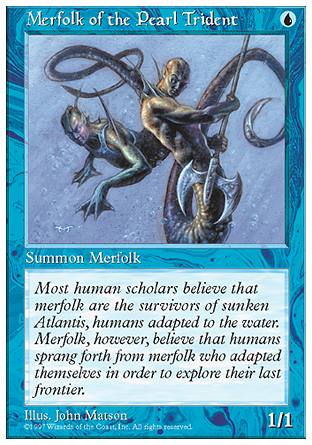 Merfolk of the Pearl Trident
Summon Merfolk
Most human scholars believe that
merfolk are the survivors of sunken
Atlantis, humans adapted to the water.
Merfolk, however, believe that humans
sprang forth from merfolk who adapted
themselves in order to explore their last
frontier.
Illus. John Matson
©1997 Wizards of the Coast, Inc. All rights reserved.
1/1